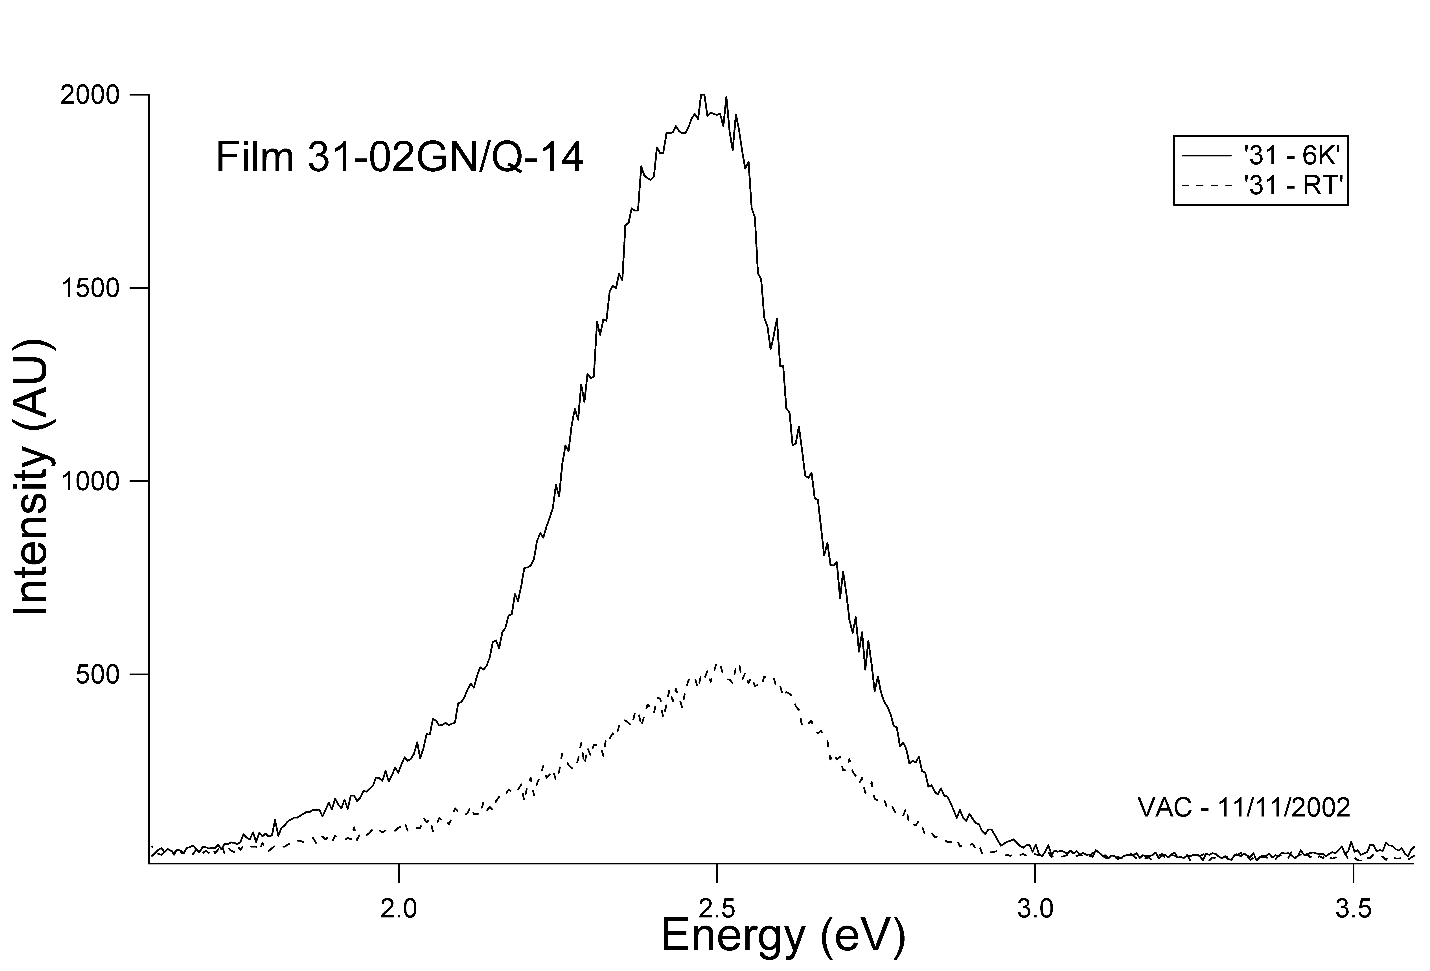 2000
Film 31-02GN/Q-14
'31 - 6K'
'31 - RT'
1500
Intensity (AU)
1000
500
VAC - 11/11/2002
2.0
2.5
3.0
3.5
Energy (eV)